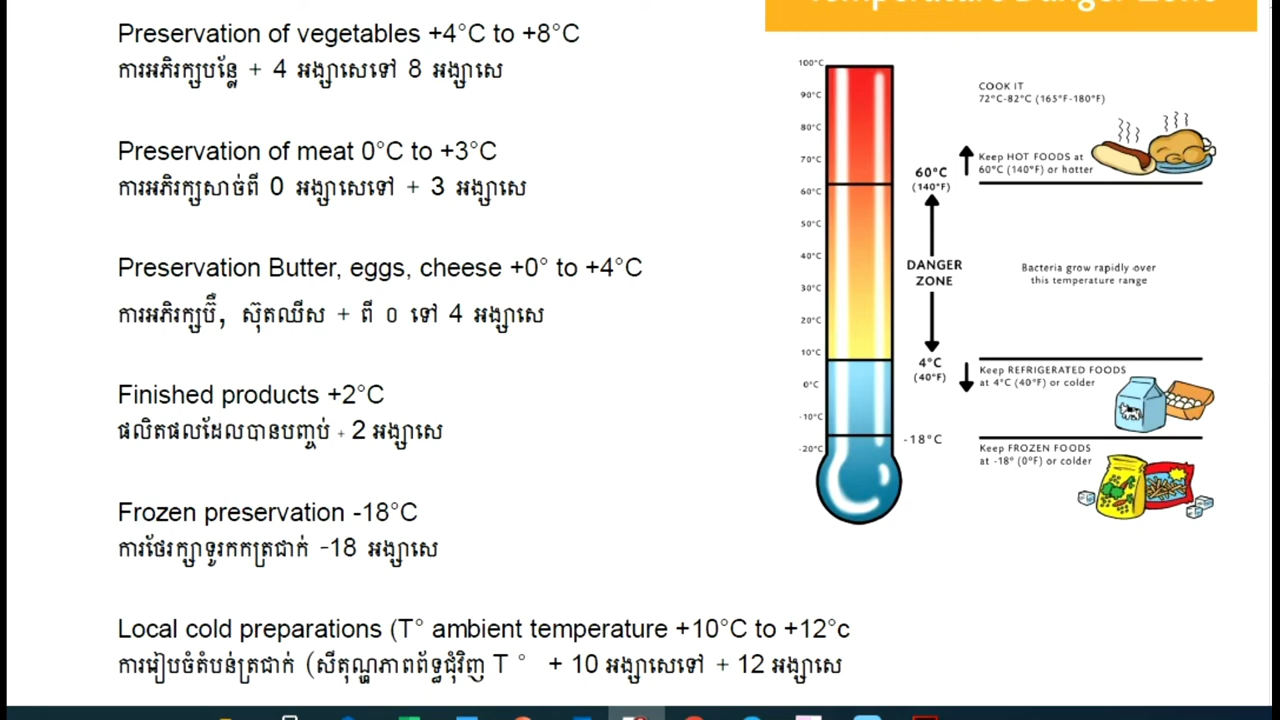 Temperature Danger Zone
Preservation of vegetables +4°C to +8°C
ការអភិរក្សបន្លែ + 4 អង្សាសេទៅ 8 អង្សាសេ
Preservation of meat 0°C to +3°C
ការអភិរក្សសាច់ពី 0 អង្សាសេទៅ + 3 អង្សាសេ
Preservation Butter, eggs, cheese +0° to +4°C
ការអភិរក្សប៊ឺ, ស៊ុតឈីស + ពី ០ ទៅ 4 អង្សាសេ
Finished products +2°C
ផលិតផលដែលបានបញ្ចប់ + 2 អង្សាសេ
Frozen preservation -18°C
ការថែរក្សាទូរកកត្រជាក់ -18 អង្សាសេ
Local cold preparations (T° ambient temperature +10°C to +12°c
ការរៀបចំតំបន់ត្រជាក់ (សីតុណ្ហភាពព័ទ្ធជុំវិញ T ° + 10 អង្សាសេទៅ + 12 អង្សាសេ
100°C
90°C
80°C
70°C
60°C
50°C
40°C
30°C
20°C
10°C
0°C
-10°C
-20°C
60°C
(140°F)
DANGER
ZONE
4°C
(40°F)
-18°C
COOK IT
72°C-82°C (165°F-180°F)
Keep HOT FOODS at
60°C (140°F) or hotter
Bacteria grow rapidly over
this temperature range
Keep REFRIGERATED FOODS
at 4°C (40°F) or colder
Keep FROZEN FOODS
at -18° (0°F) or colder